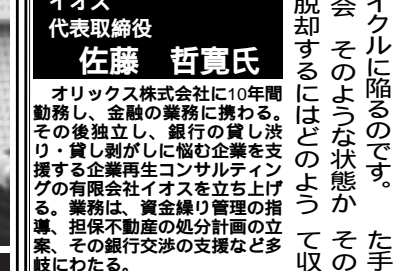 イオス
代表取締役
佐藤　哲寛氏
オリックス株式会社に10年間
勤務し、金融の業務に携わる。
その後独立し、銀行の貸し渋
り・貸し剥がしに悩む企業を支
援する企業再生コンサルティン
グの有限会社イオスを立ち上げ
る。業務は、資金繰り管理の指
導、担保不動産の処分計画の立
案、その銀行交渉の支援など多
岐にわたる。
イクルに陥るのです。
会　そのような状態か
脱却するにはどのよう
た手
その
て収